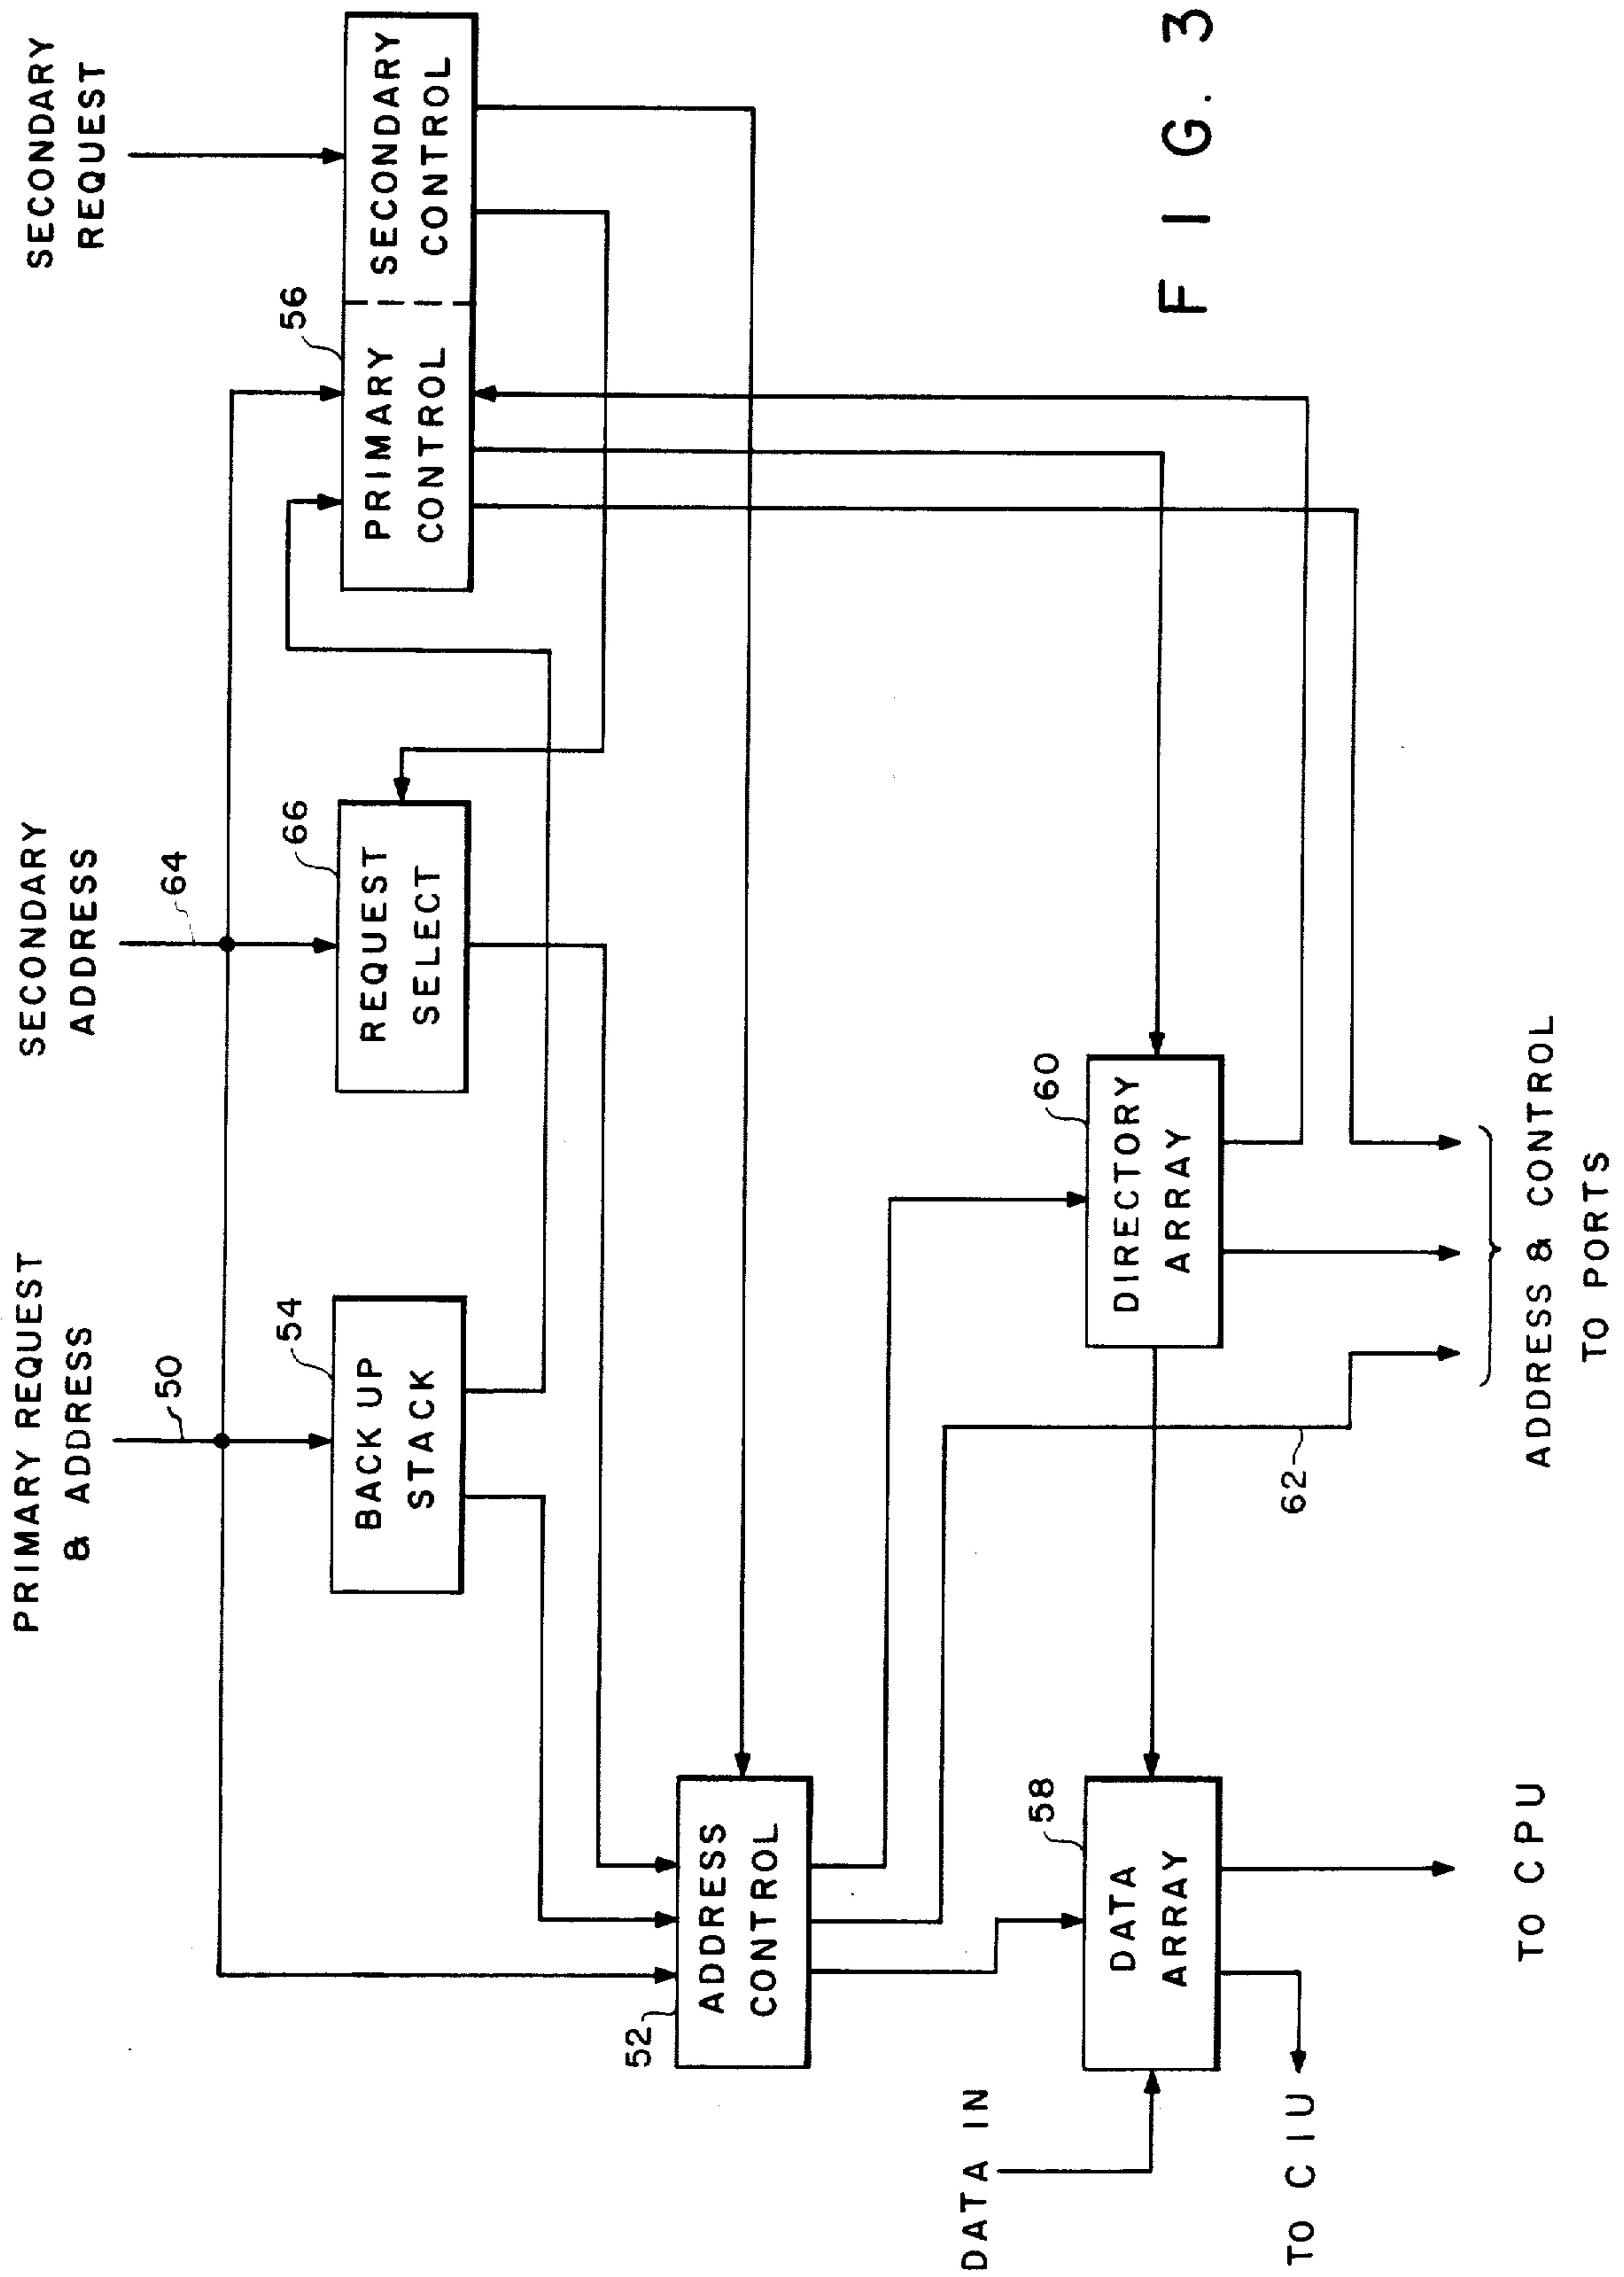 PRIMARY REQUEST
& ADDRESS
50
SECONDARY
ADDRESS
64
SECONDARY
REQUEST
54
BACK UP
STACK
66
REQUEST
SELECT
56
PRIMARY
CONTROL
SECONDARY
CONTROL
52
ADDRESS
CONTROL
DATA IN
58
DATA
ARRAY
60
DIRECTORY
ARRAY
62
TO CIU
TO CPU
ADDRESS & CONTROL
TO PORTS
FIG. 3